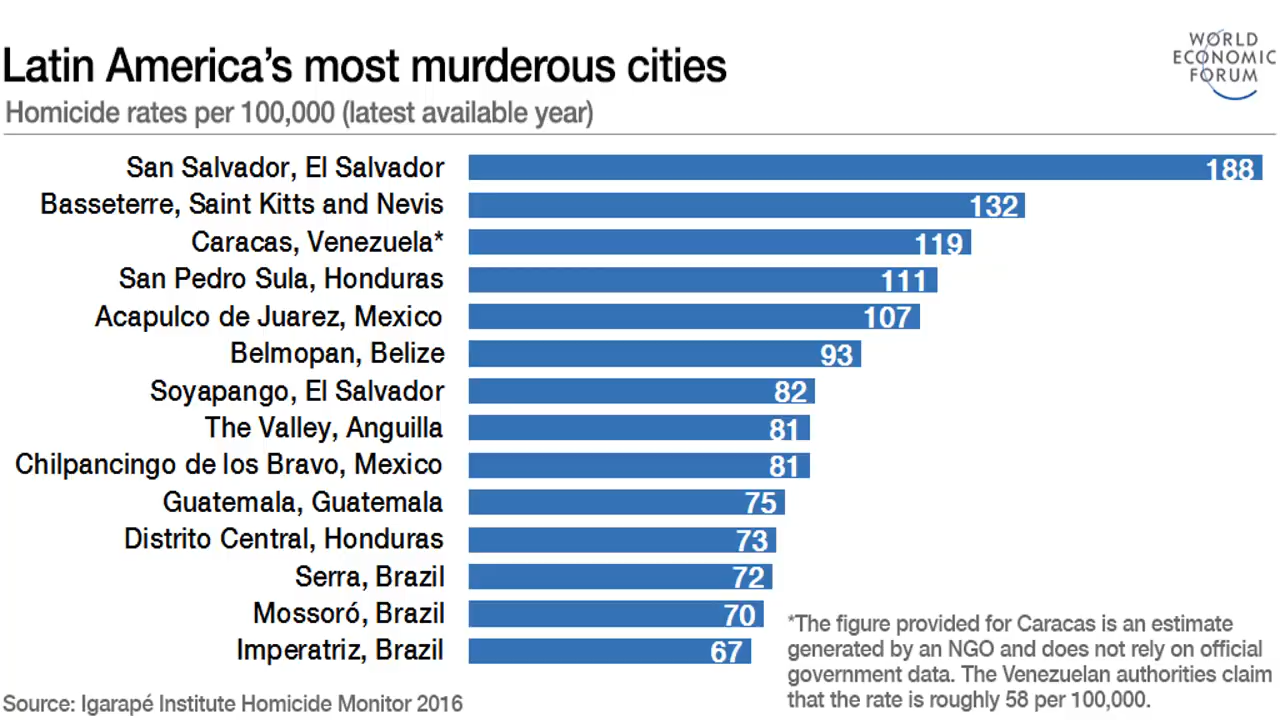 WORLD
ECONOMIC
FORUM
Latin America's most murderous cities
Homicide rates per 100,000 (latest available year)
San Salvador, El Salvador 188
Basseterre, Saint Kitts and Nevis 132
Caracas, Venezuela* 119
San Pedro Sula, Honduras 111
Acapulco de Juarez, Mexico 107
Belmopan, Belize 93
Soyapango, El Salvador 82
The Valley, Anguilla 81
Chilpancingo de los Bravo, Mexico 81
Guatemala, Guatemala 75
Distrito Central, Honduras 73
Serra, Brazil 72
Mossoró, Brazil 70
Imperatriz, Brazil 67
*The figure provided for Caracas is an estimate
generated by an NGO and does not rely on official
government data. The Venezuelan authorities claim
that the rate is roughly 58 per 100,000.
Source: Igarapé Institute Homicide Monitor 2016